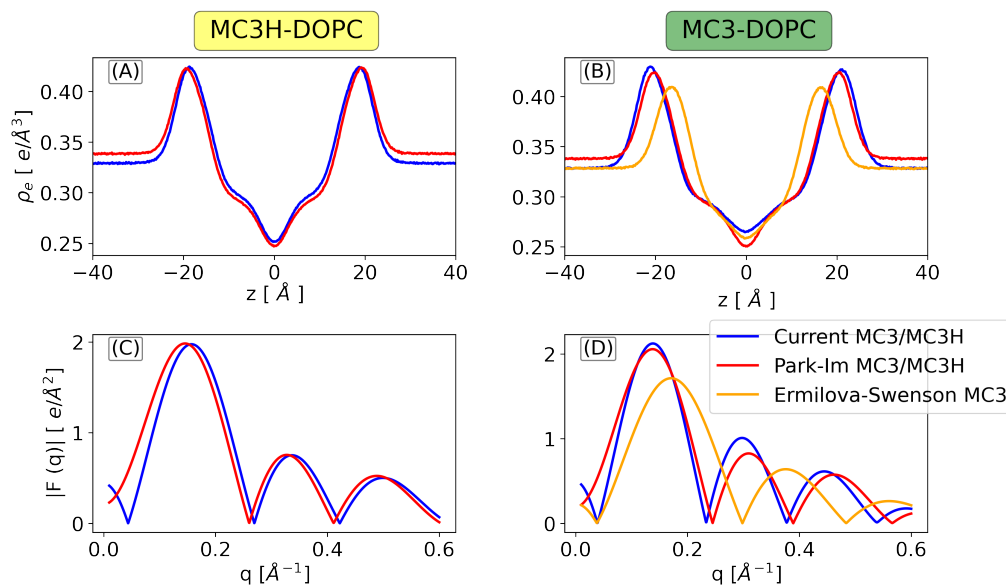 MC3H-DOPC
MC3-DOPC
(A)
(B)
ρₑ [ e/Å³]
0.40
0.35
0.30
0.25
−40 −20 0 20 40
z [ Å ]
0.40
0.35
0.30
0.25
−40 −20 0 20 40
z [ Å ]
(C)
(D)
|F (q)| [ e/Å²]
2
1
0
0.0 0.2 0.4 0.6
q [Å⁻¹]
2
1
0
0.0 0.2 0.4 0.6
q [Å⁻¹]
Current MC3/MC3H
Park-Im MC3/MC3H
Ermilova-Swenson MC3